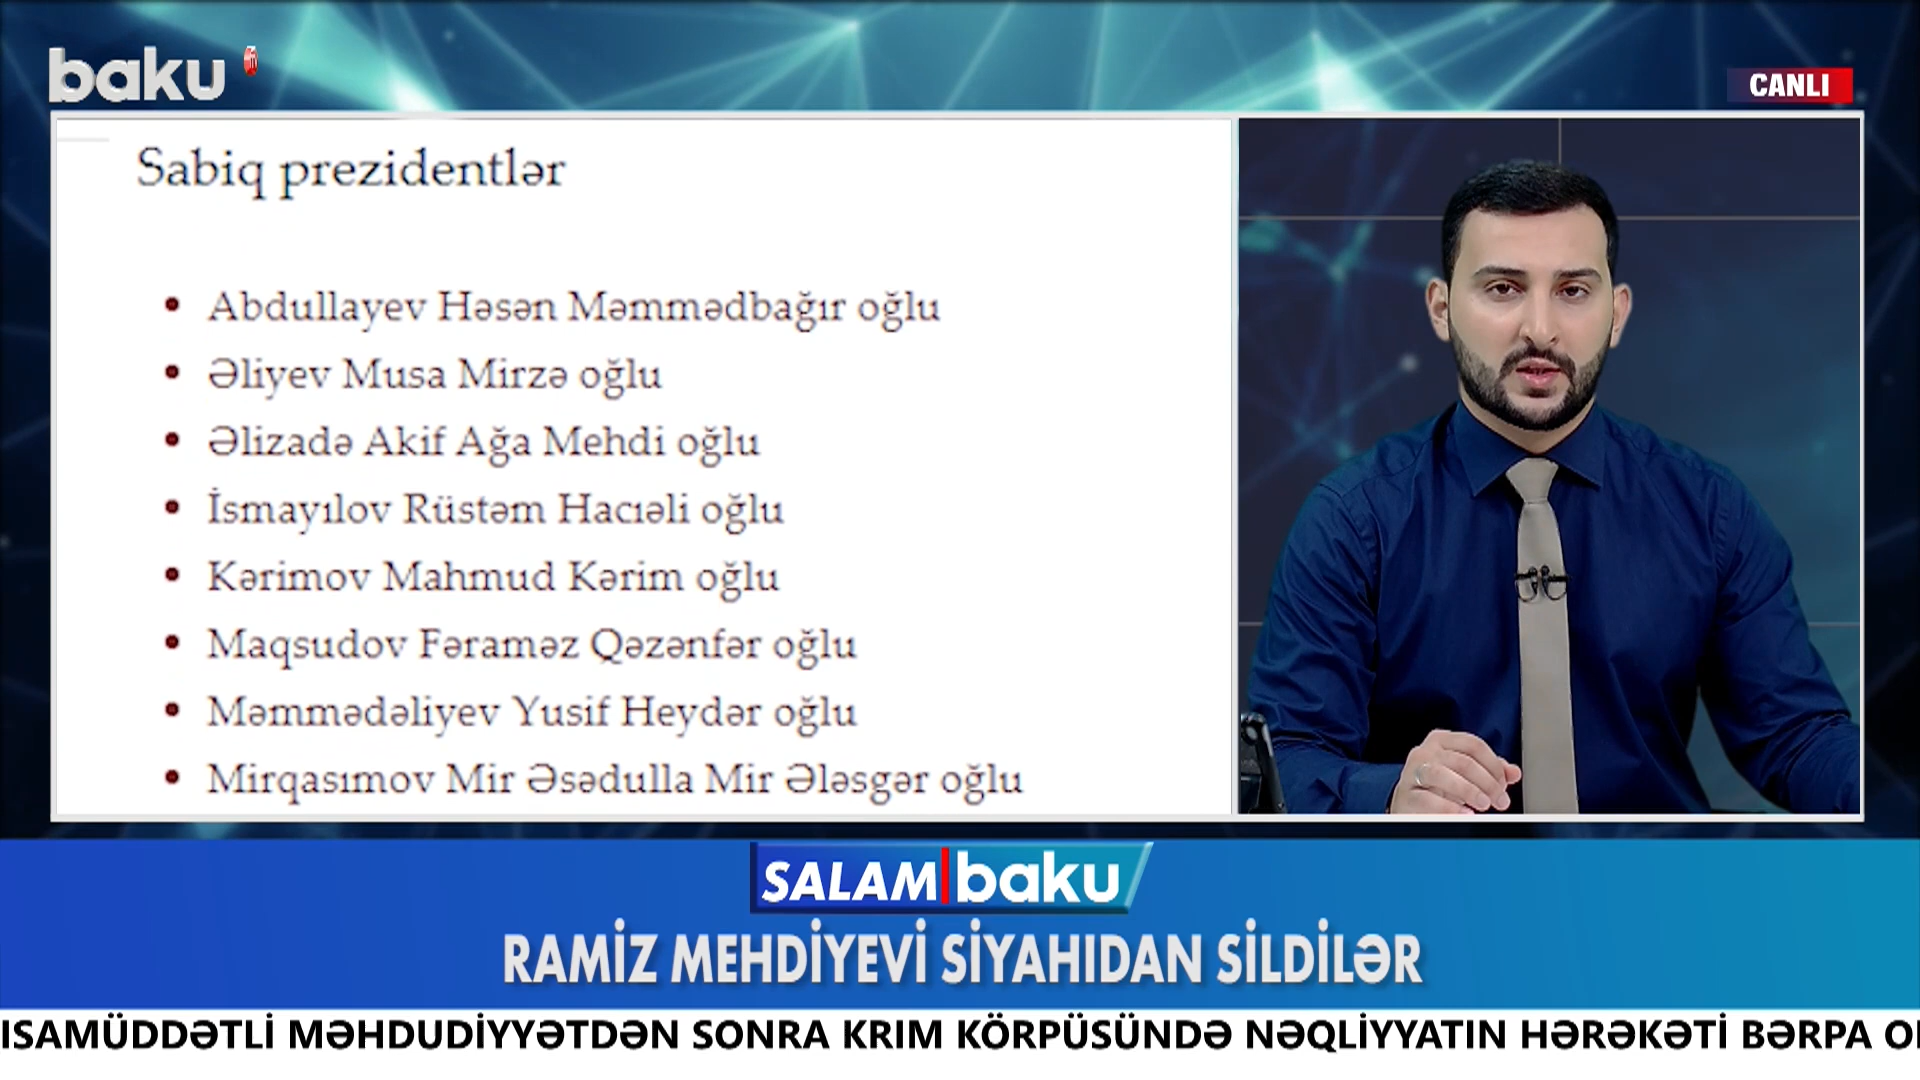 baku
CANLI
Sabiq prezidentlər
Abdullayev Həsən Məmmədbağır oğlu
Əliyev Musa Mirzə oğlu
Əlizadə Akif Ağa Mehdi oğlu
İsmayılov Rüstəm Hacıəli oğlu
Kərimov Mahmud Kərim oğlu
Maqsudov Fəraməz Qəzənfər oğlu
Məmmədəliyev Yusif Heydər oğlu
Mirqasımov Mir Əsədulla Mir Ələsgər oğlu
SALAM baku
RAMİZ MEHDİYEVİ SİYAHIDAN SİLDİLƏR
ISAMÜDDƏTLİ MƏHDUDİYYƏTDƏN SONRA KRIM KÖRPÜSÜNDƏ NƏQLİYYATIN HƏRƏKƏTİ BƏRPA